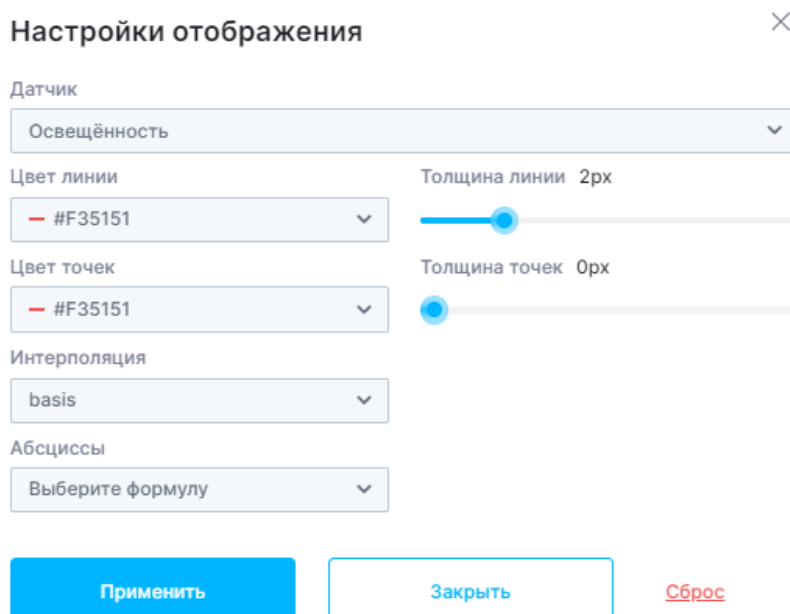 Настройки отображения
Датчик
Освещённость
Цвет линии
Толщина линии 2px
#F35151
Цвет точек
Толщина точек 0px
#F35151
Интерполяция
basis
Абсциссы
Выберите формулу
Применить
Закрыть
Сброс